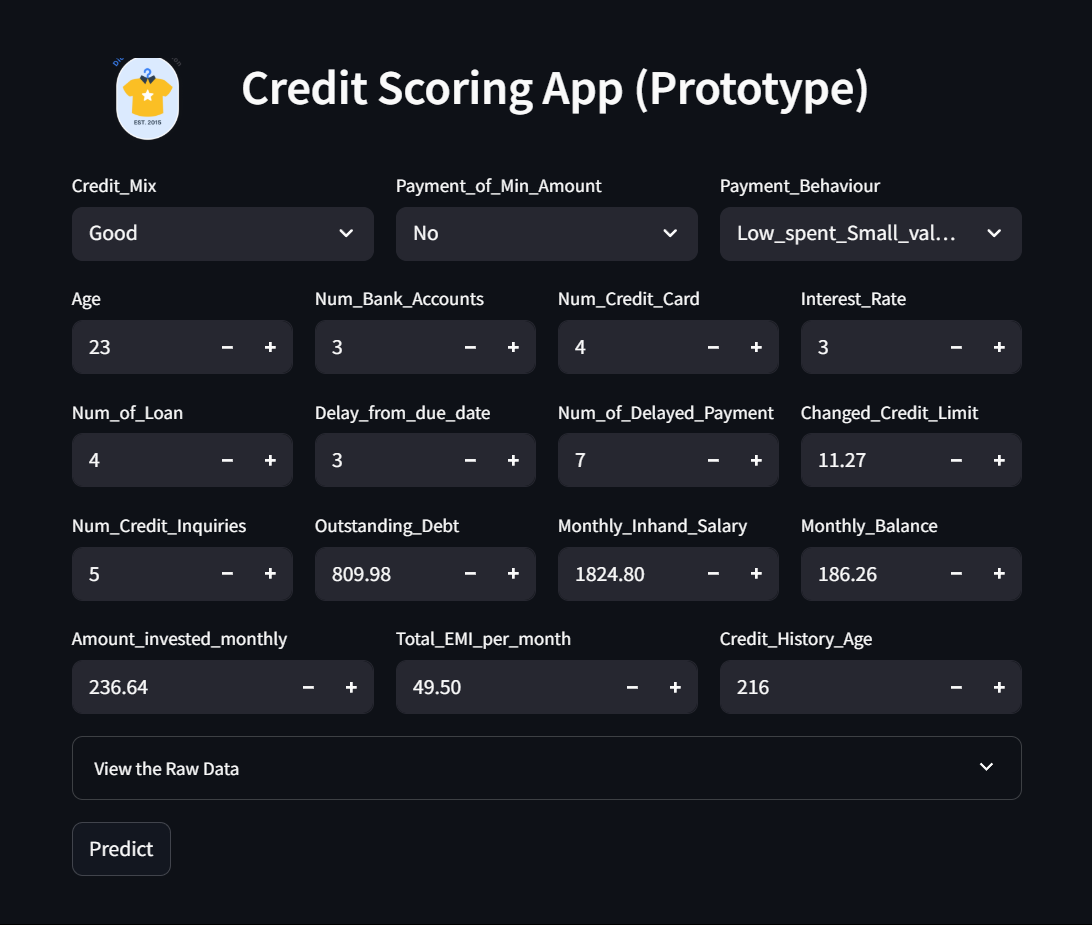 Credit Scoring App (Prototype)
EST. 2015
Credit_Mix Payment_of_Min_Amount Payment_Behaviour
Good No Low_spent_Small_val...
Age Num_Bank_Accounts Num_Credit_Card Interest_Rate
23 − + 3 − + 4 − + 3 − +
Num_of_Loan Delay_from_due_date Num_of_Delayed_Payment Changed_Credit_Limit
4 − + 3 − + 7 − + 11.27 − +
Num_Credit_Inquiries Outstanding_Debt Monthly_Inhand_Salary Monthly_Balance
5 − + 809.98 − + 1824.80 − + 186.26 − +
Amount_invested_monthly Total_EMI_per_month Credit_History_Age
236.64 − + 49.50 − + 216 − +
View the Raw Data
Predict